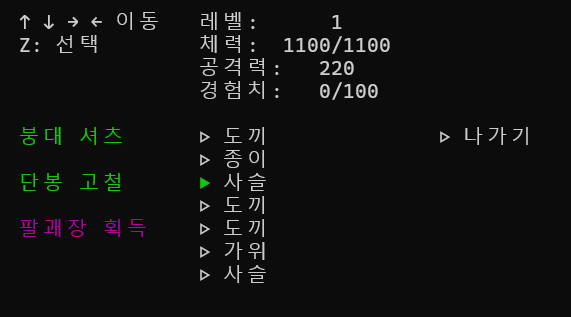 ↑ ↓ → ← 이동 레벨: 1
Z: 선택 체력: 1100/1100
공격력: 220
경험치: 0/100
붕대 셔츠 ▷ 도끼 ▷ 나가기
▷ 종이
단봉 고철 ▶ 사슬
▷ 도끼
팔괘장 획득 ▷ 도끼
▷ 가위
▷ 사슬